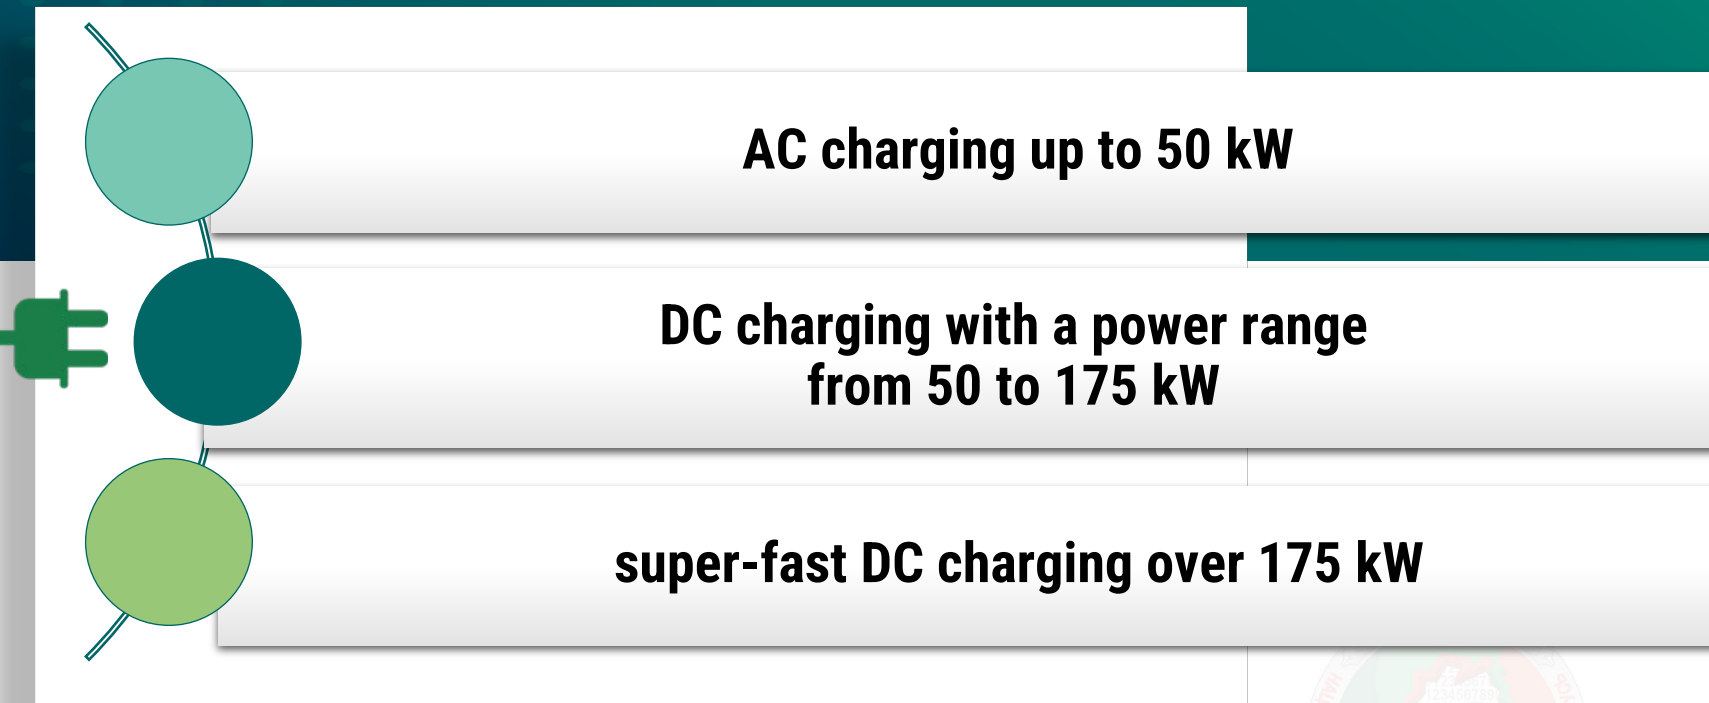 AC charging up to 50 kW
DC charging with a power range
from 50 to 175 kW
super-fast DC charging over 175 kW